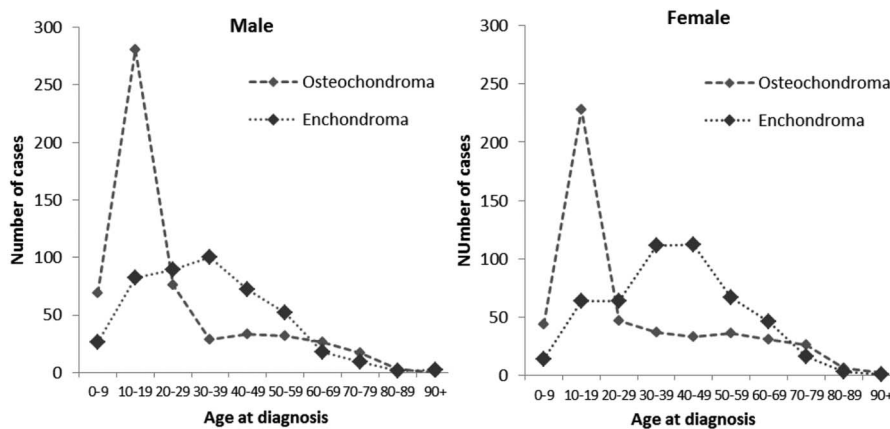 Male
300
250
200
150
100
50
0
Number of cases
Osteochondroma
Enchondroma
0-9 10-19 20-29 30-39 40-49 50-59 60-69 70-79 80-89 90+
Age at diagnosis
Female
300
250
200
150
100
50
0
NUmber of cases
Osteochondroma
Enchondroma
0-9 10-19 20-29 30-39 40-49 50-59 60-69 70-79 80-89 90+
Age at diagnosis